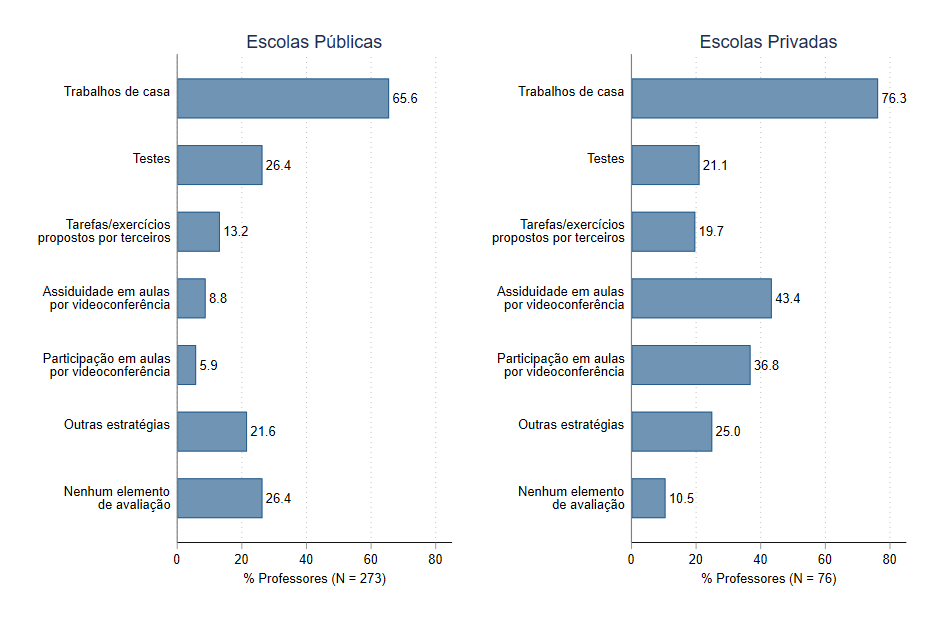 Escolas Públicas
Trabalhos de casa
65.6
Testes
26.4
Tarefas/exercícios
propostos por terceiros
13.2
Assiduidade em aulas
por videoconferência
8.8
Participação em aulas
por videoconferência
5.9
Outras estratégias
21.6
Nenhum elemento
de avaliação
26.4
0 20 40 60 80
% Professores (N = 273)
Escolas Privadas
Trabalhos de casa
76.3
Testes
21.1
Tarefas/exercícios
propostos por terceiros
19.7
Assiduidade em aulas
por videoconferência
43.4
Participação em aulas
por videoconferência
36.8
Outras estratégias
25.0
Nenhum elemento
de avaliação
10.5
0 20 40 60 80
% Professores (N = 76)